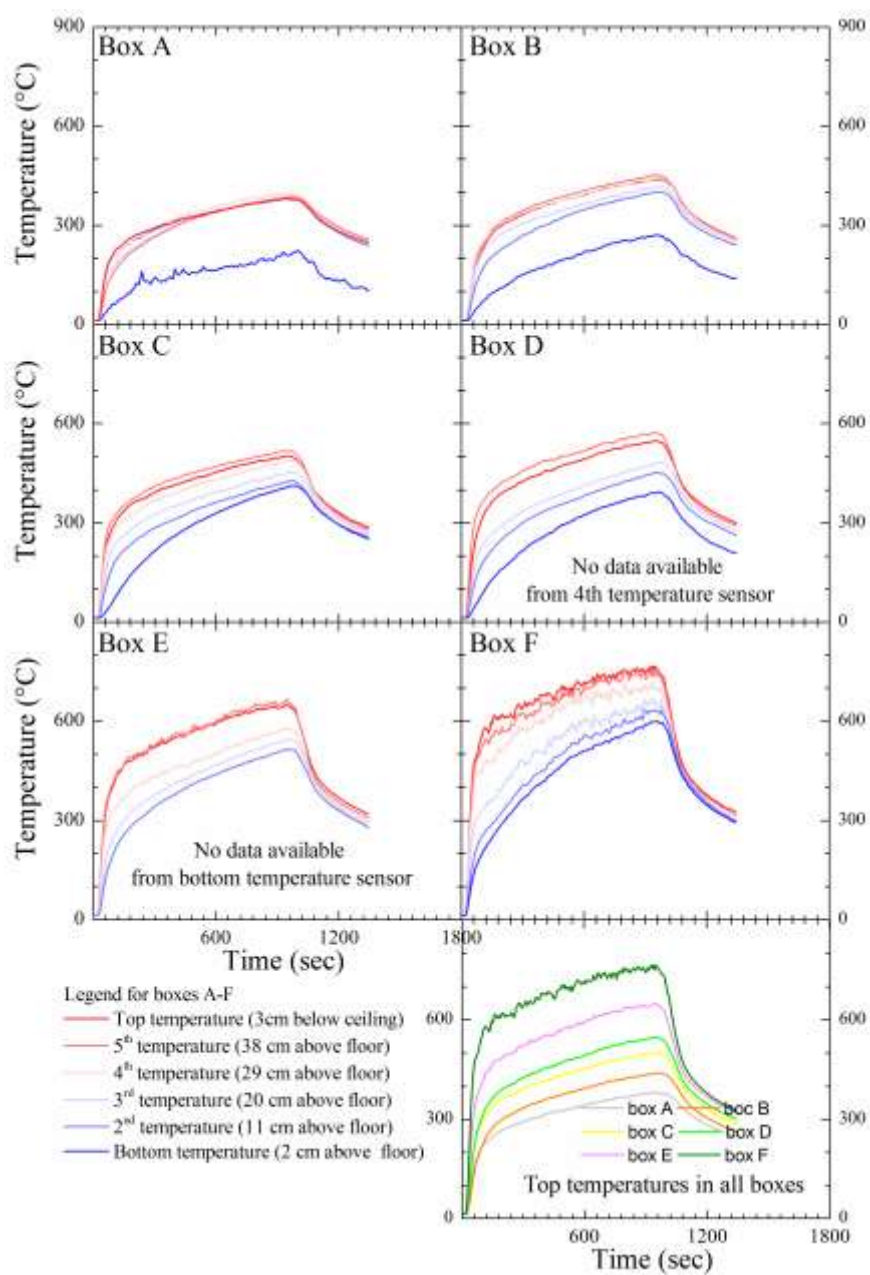 900
900
Box A
Box B
Temperature (°C)
600
600
300
300
0
0
Box C
Box D
Temperature (°C)
600
600
300
300
No data available
from 4th temperature sensor
0
0
Box E
Box F
Temperature (°C)
600
600
300
300
No data available
from bottom temperature sensor
0
0
600
1200
1800
Time (sec)
Legend for boxes A-F
Top temperature (3cm below ceiling)
5th temperature (38 cm above floor)
4th temperature (29 cm above floor)
3rd temperature (20 cm above floor)
2nd temperature (11 cm above floor)
Bottom temperature (2 cm above floor)
600
600
300
300
box A
boc B
box C
box D
box E
box F
Top temperatures in all boxes
0
0
600
1200
1800
Time (sec)